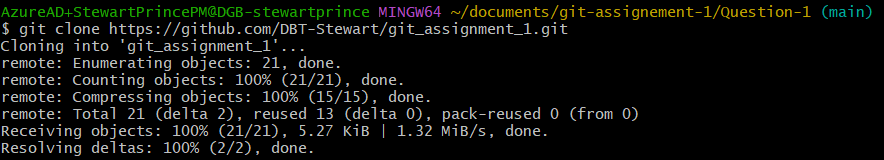 AzureAD+StewartPrincePM@DGB-stewartprince MINGW64 ~/documents/git-assignement-1/Question-1 (main)
$ git clone https://github.com/DBT-Stewart/git_assignment_1.git
Cloning into 'git_assignment_1'...
remote: Enumerating objects: 21, done.
remote: Counting objects: 100% (21/21), done.
remote: Compressing objects: 100% (15/15), done.
remote: Total 21 (delta 2), reused 13 (delta 0), pack-reused 0 (from 0)
Receiving objects: 100% (21/21), 5.27 KiB | 1.32 MiB/s, done.
Resolving deltas: 100% (2/2), done.